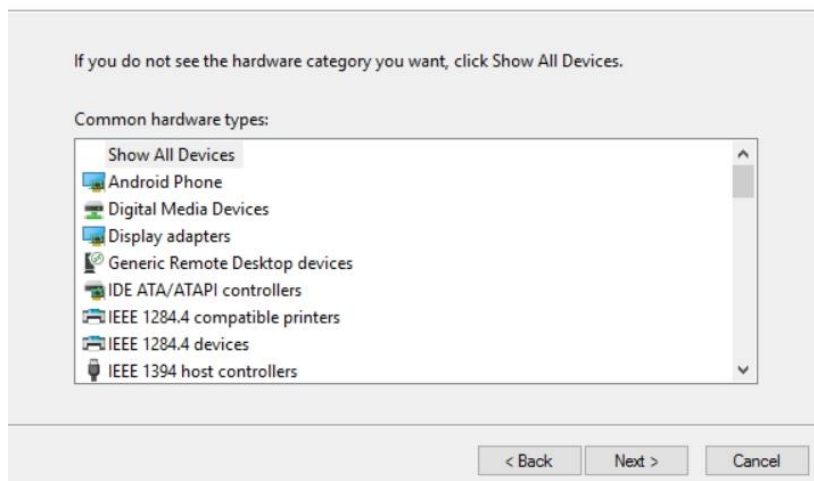 If you do not see the hardware category you want, click Show All Devices.
Common hardware types:
Show All Devices
Android Phone
Digital Media Devices
Display adapters
Generic Remote Desktop devices
IDE ATA/ATAPI controllers
IEEE 1284.4 compatible printers
IEEE 1284.4 devices
IEEE 1394 host controllers
< Back Next > Cancel